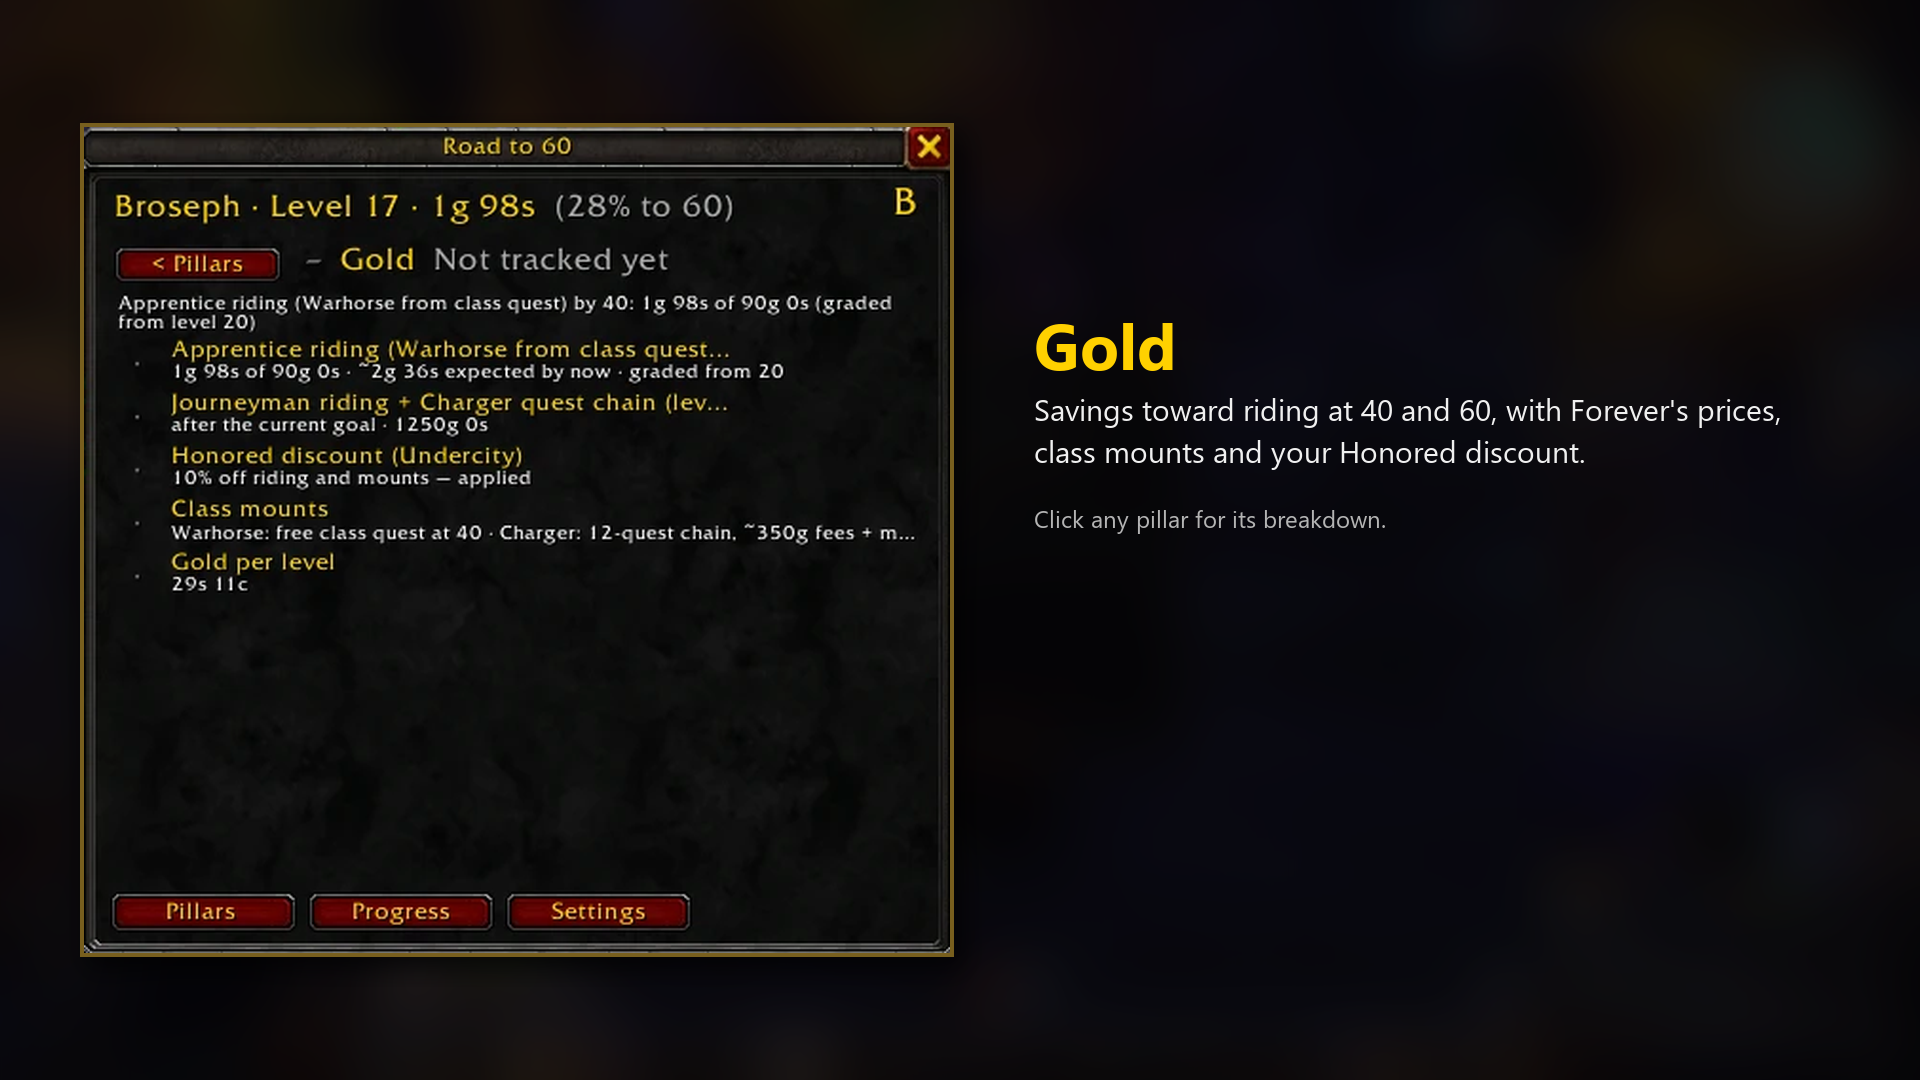 Road to 60
Broseph · Level 17 · 1g 98s (28% to 60)
B
< Pillars
– Gold Not tracked yet
Apprentice riding (Warhorse from class quest) by 40: 1g 98s of 90g 0s (graded
from level 20)
Apprentice riding (Warhorse from class quest...
1g 98s of 90g 0s · ~2g 36s expected by now · graded from 20
Journeyman riding + Charger quest chain (lev...
after the current goal · 1250g 0s
Honored discount (Undercity)
10% off riding and mounts — applied
Class mounts
Warhorse: free class quest at 40 · Charger: 12-quest chain, ~350g fees + m...
Gold per level
29s 11c
Pillars
Progress
Settings
Gold
Savings toward riding at 40 and 60, with Forever's prices,
class mounts and your Honored discount.
Click any pillar for its breakdown.